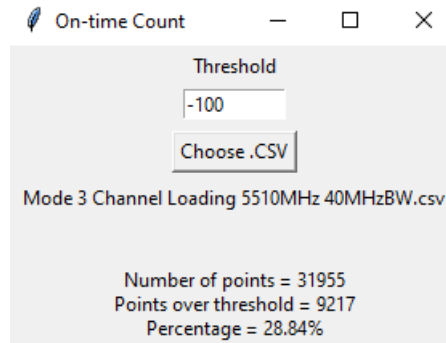 On-time Count
Threshold
-100
Choose .CSV
Mode 3 Channel Loading 5510MHz 40MHzBW.csv
Number of points = 31955
Points over threshold = 9217
Percentage = 28.84%